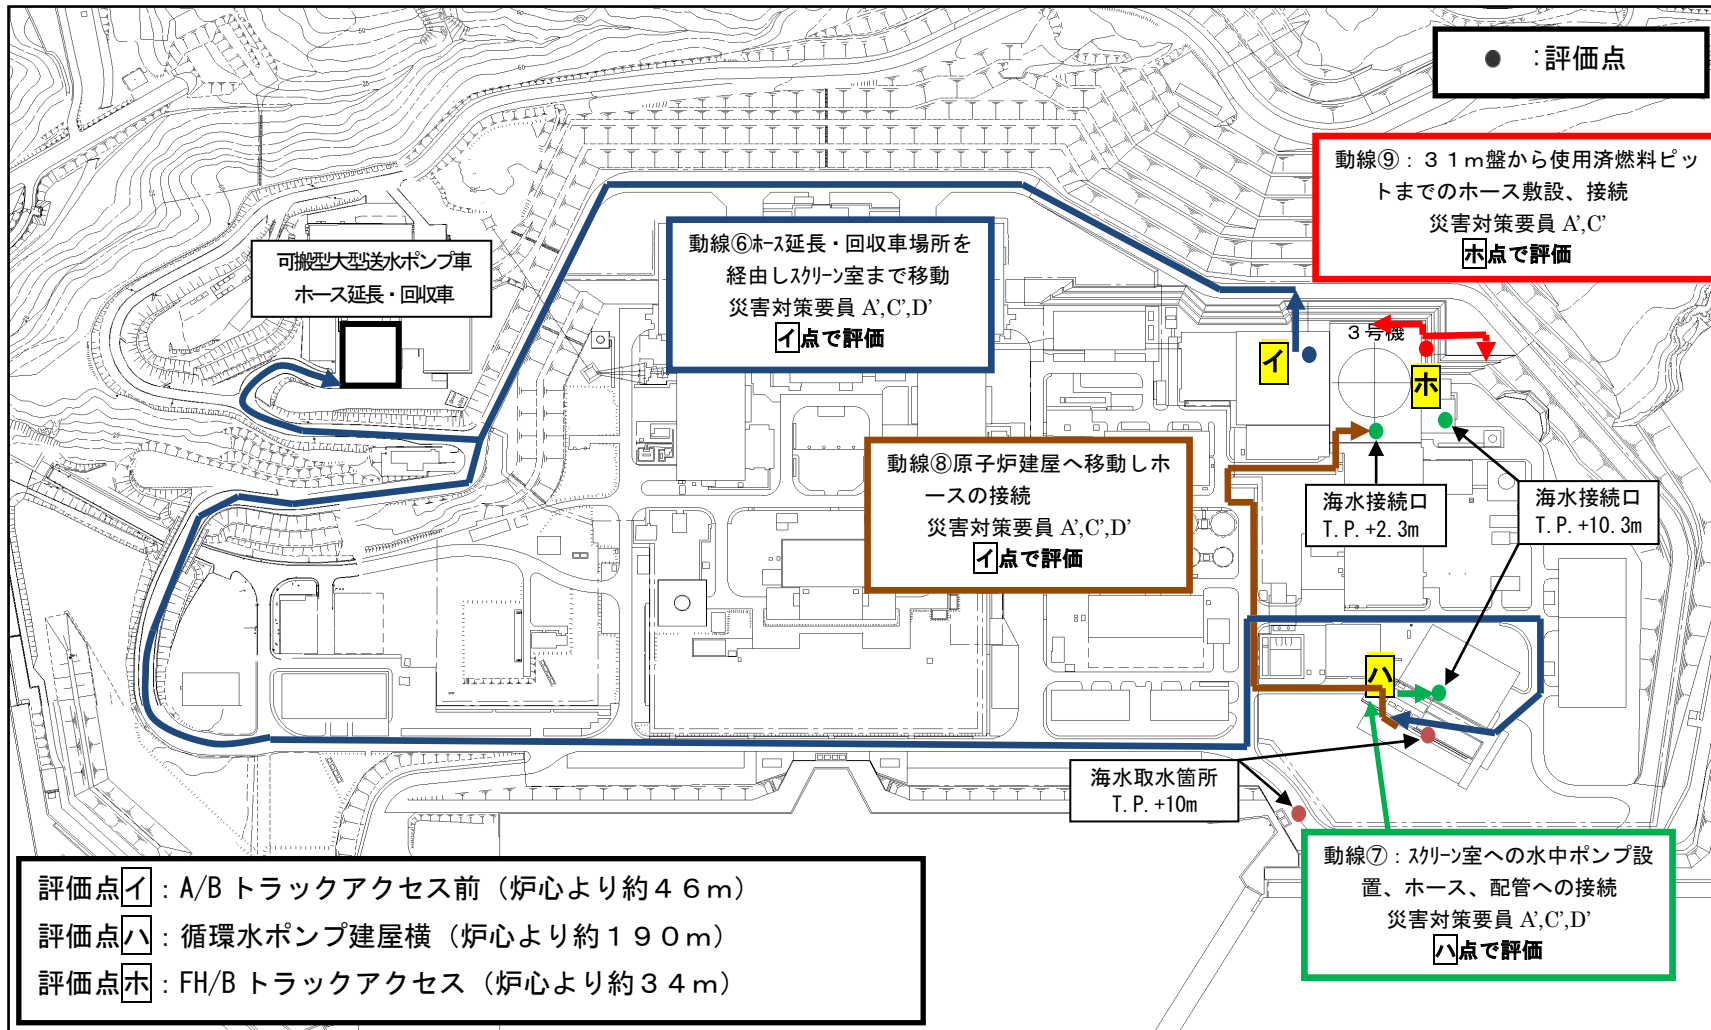 ●：評価点
動線⑨：３１m盤から使用済燃料ピッ
トまでのホース敷設、接続
災害対策要員 A',C'
ホ点で評価
動線⑥ﾎｰｽ延長・回収車場所を
経由しｽｸﾘｰﾝ室まで移動
災害対策要員 A',C',D'
イ点で評価
可搬型大型送水ポンプ車
ホース延長・回収車
３号機
イ
ホ
動線⑧原子炉建屋へ移動しホ
ースの接続
災害対策要員 A',C',D'
イ点で評価
海水接続口
T.P.+2.3m
海水接続口
T.P.+10.3m
ハ
海水取水箇所
T.P.+10m
動線⑦：ｽｸﾘｰﾝ室への水中ポンプ設
置、ホース、配管への接続
災害対策要員 A',C',D'
ハ点で評価
評価点イ：A/B トラックアクセス前（炉心より約４６ｍ）
評価点ハ：循環水ポンプ建屋横（炉心より約１９０ｍ）
評価点ホ：FH/B トラックアクセス（炉心より約３４ｍ）